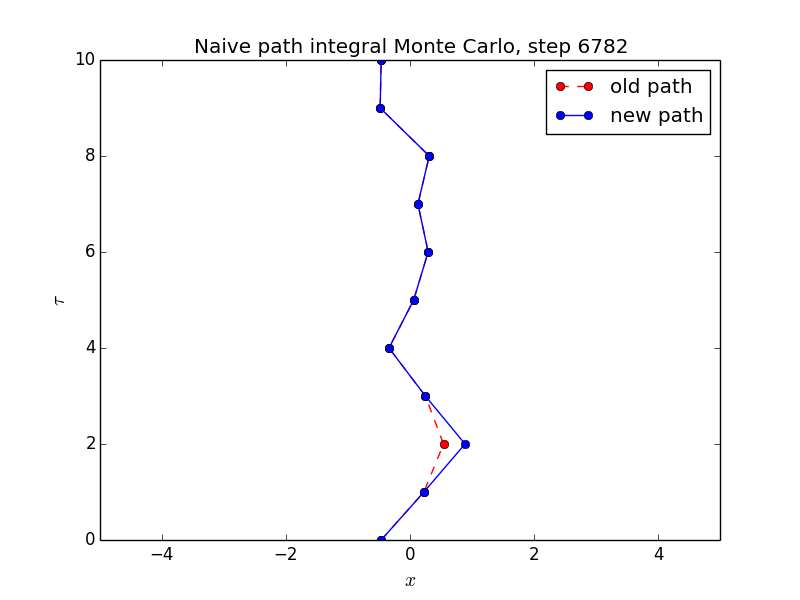 Naive path integral Monte Carlo, step 6782
old path
new path
10
8
6
4
2
0
τ
−4 −2 0 2 4
x